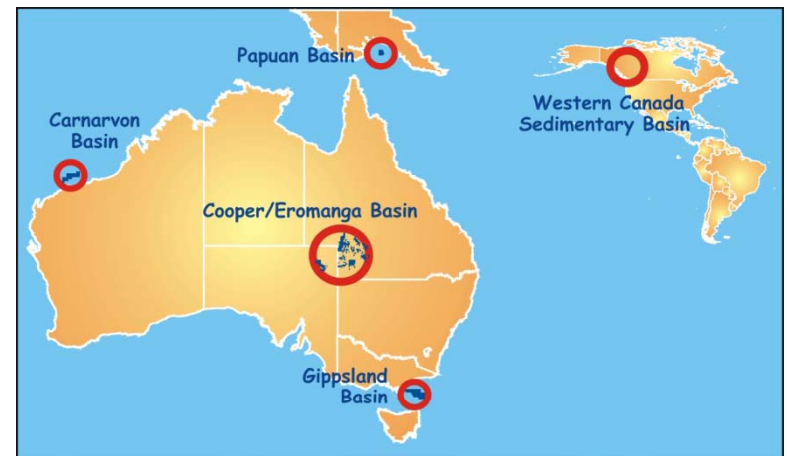 Papuan Basin
Western Canada
Sedimentary Basin
Carnarvon
Basin
Cooper/Eromanga Basin
Gippsland
Basin